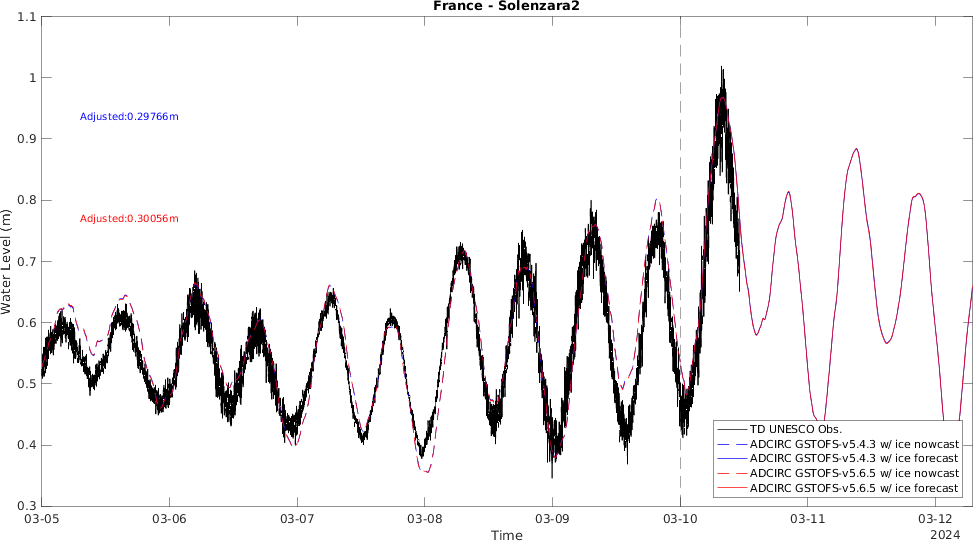 France - Solenzara2
1.1
1
0.9
0.8
0.7
0.6
0.5
0.4
0.3
Water Level (m)
Adjusted:0.29766m
Adjusted:0.30056m
TD UNESCO Obs.
ADCIRC GSTOFS-v5.4.3 w/ ice nowcast
ADCIRC GSTOFS-v5.4.3 w/ ice forecast
ADCIRC GSTOFS-v5.6.5 w/ ice nowcast
ADCIRC GSTOFS-v5.6.5 w/ ice forecast
03-05 03-06 03-07 03-08 03-09 03-10 03-11 03-12
Time
2024